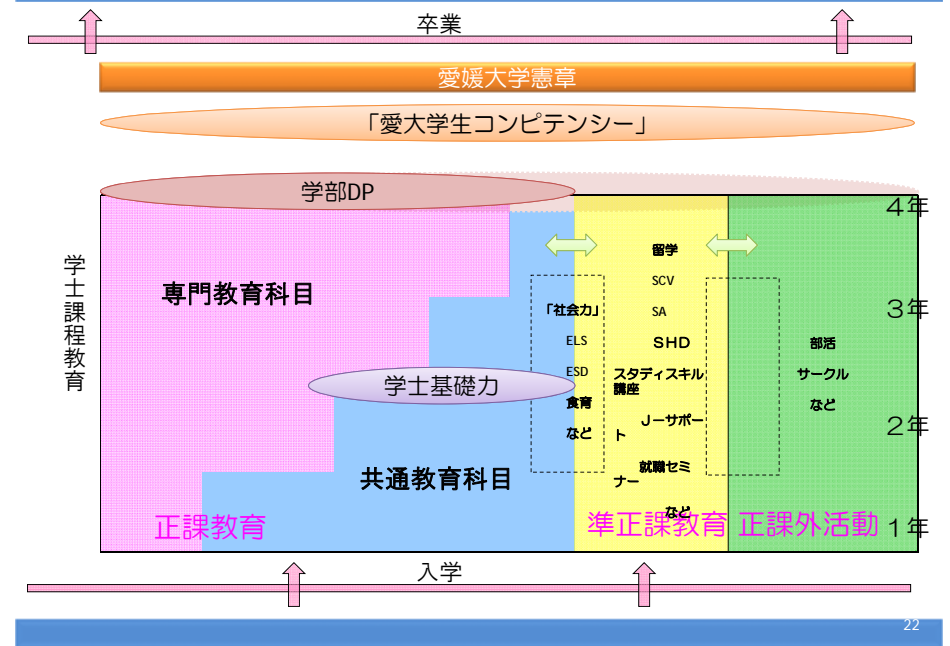 卒業
愛媛大学憲章
「愛大学生コンピテンシー」
学部DP
4年
学士課程教育
専門教育科目
3年
「社会力」
ELS
ESD
食育
など
留学
SCV
SA
SHD
スタディスキル
講座
Jーサポー
ト
就職セミ
ナー
など
部活
サークル
など
学士基礎力
2年
共通教育科目
正課教育
準正課教育
正課外活動
1年
入学
22